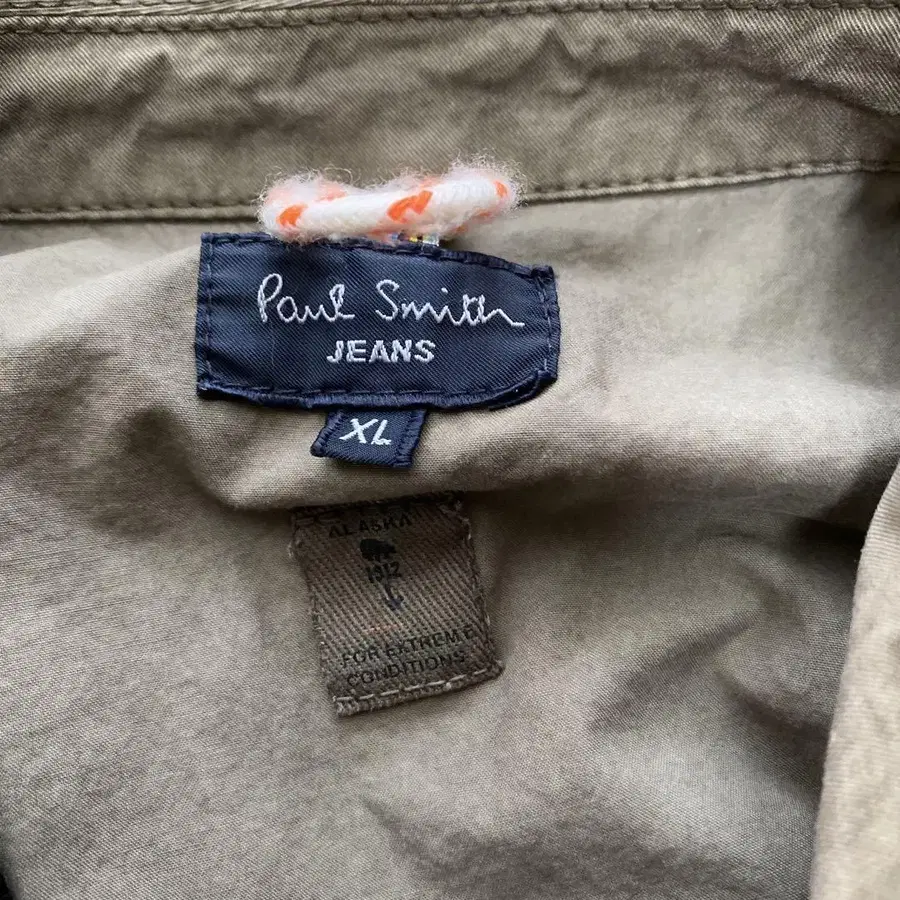 Paul Smith
JEANS
XL
ALASKA
1912
FOR EXTREME
CONDITIONS